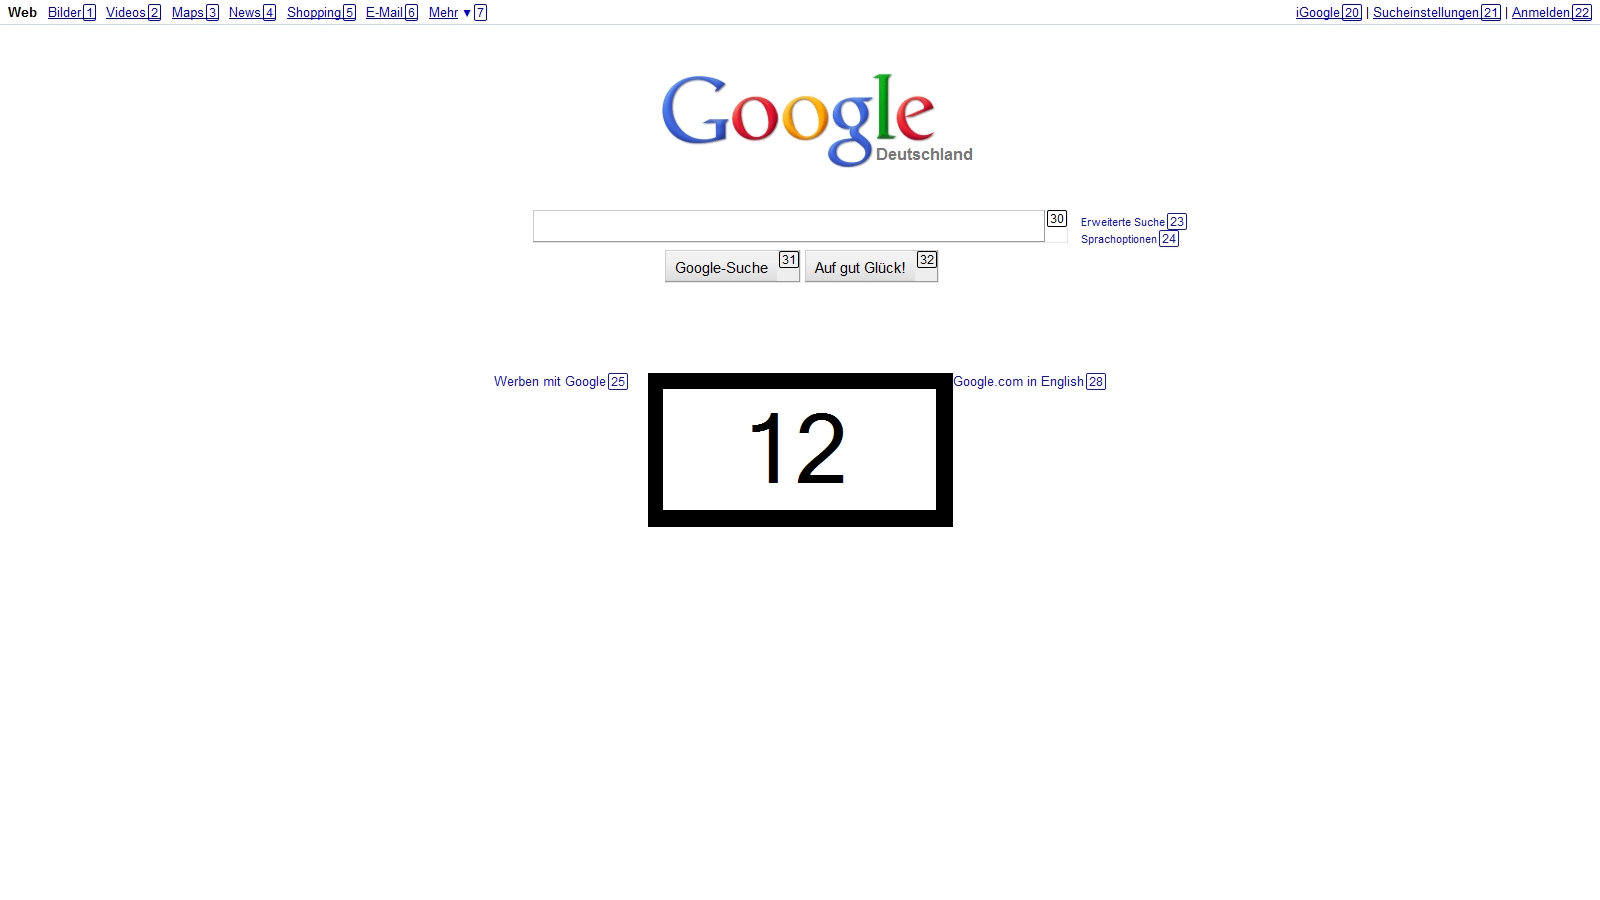 Web Bilder 1 Videos 2 Maps 3 News 4 Shopping 5 E-Mail 6 Mehr ▼ 7 iGoogle 20 | Sucheinstellungen 21 | Anmelden 22
Google
Deutschland
30 Erweiterte Suche 23
Sprachoptionen 24
Google-Suche 31 Auf gut Glück! 32
Werben mit Google 25 Google.com in English 28
12